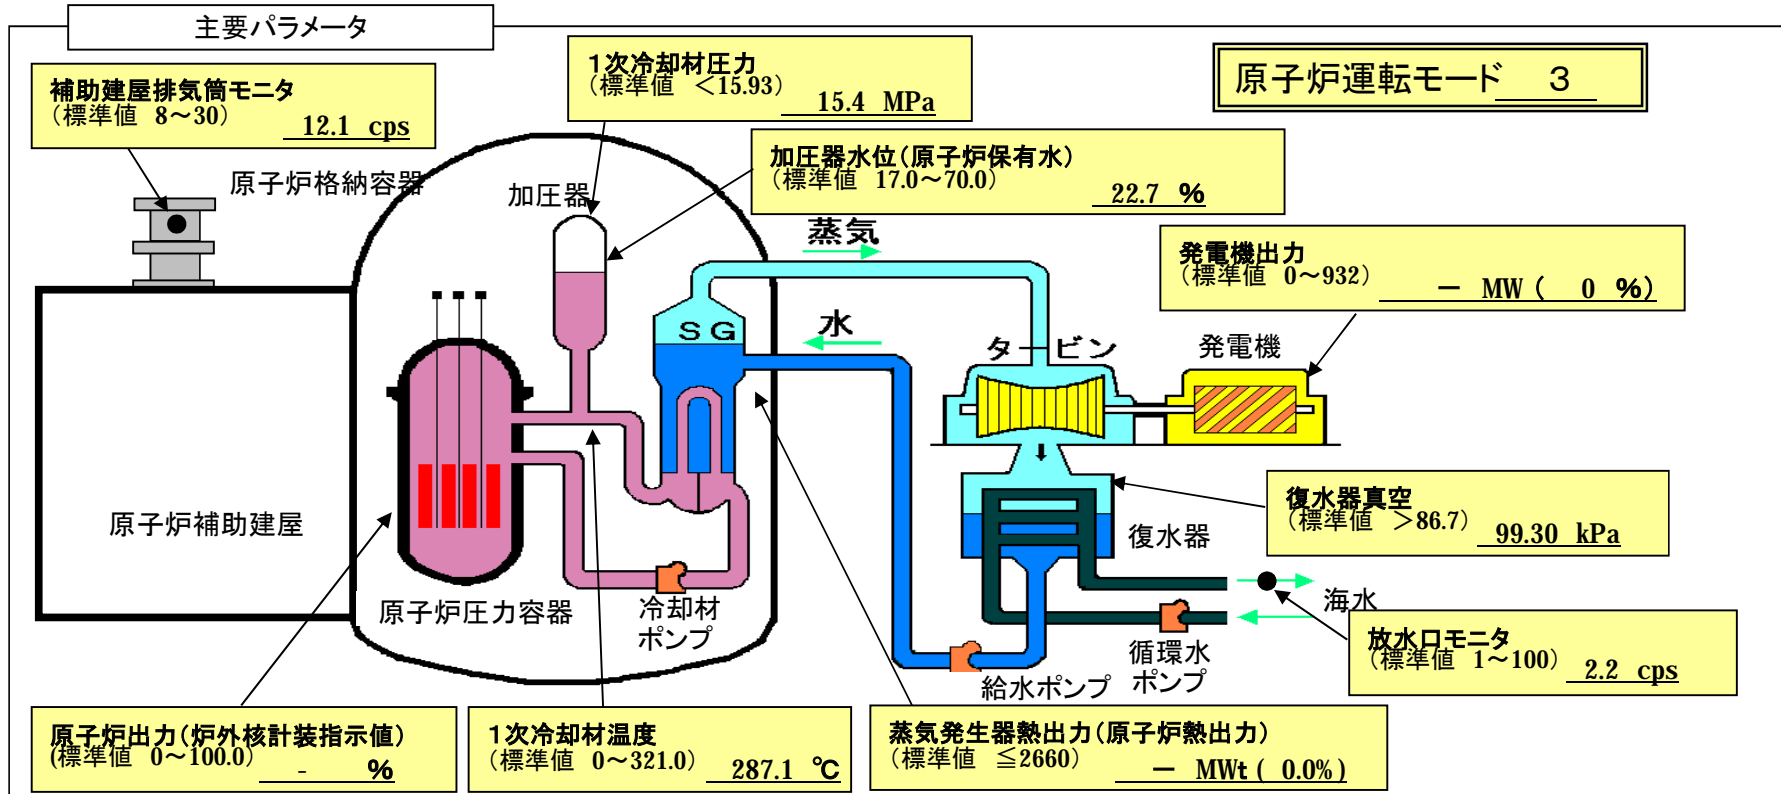 主要パラメータ
補助建屋排気筒モニタ
(標準値 8～30) 12.1 cps
1次冷却材圧力
(標準値 <15.93)
15.4 MPa
原子炉運転モード 3
加圧器水位(原子炉保有水)
(標準値 17.0～70.0)
22.7 %
原子炉格納容器
加圧器
蒸気
発電機出力
(標準値 0～932)
― MW ( 0 %)
SG
水
タービン
発電機
原子炉補助建屋
復水器真空
(標準値 >86.7) 99.30 kPa
復水器
海水
原子炉圧力容器
冷却材
ポンプ
循環水
ポンプ
給水ポンプ
放水口モニタ
(標準値 1～100) 2.2 cps
原子炉出力(炉外核計装指示値)
(標準値 0～100.0) - %
1次冷却材温度
(標準値 0～321.0) 287.1 ℃
蒸気発生器熱出力(原子炉熱出力)
(標準値 ≦2660) ― MWt ( 0.0%)